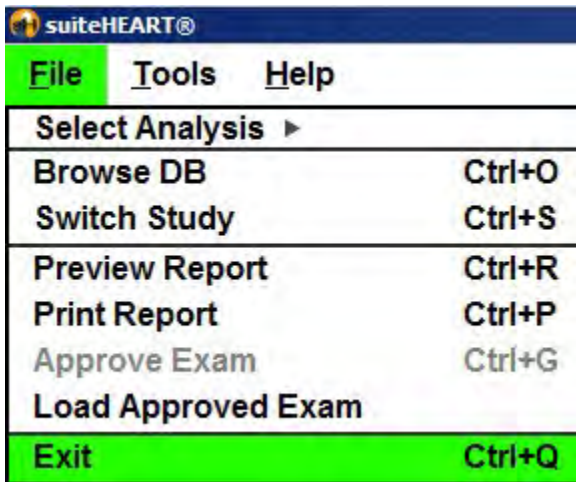 suiteHEART®
File Tools Help
Select Analysis ▶
Browse DB Ctrl+O
Switch Study Ctrl+S
Preview Report Ctrl+R
Print Report Ctrl+P
Approve Exam Ctrl+G
Load Approved Exam
Exit Ctrl+Q